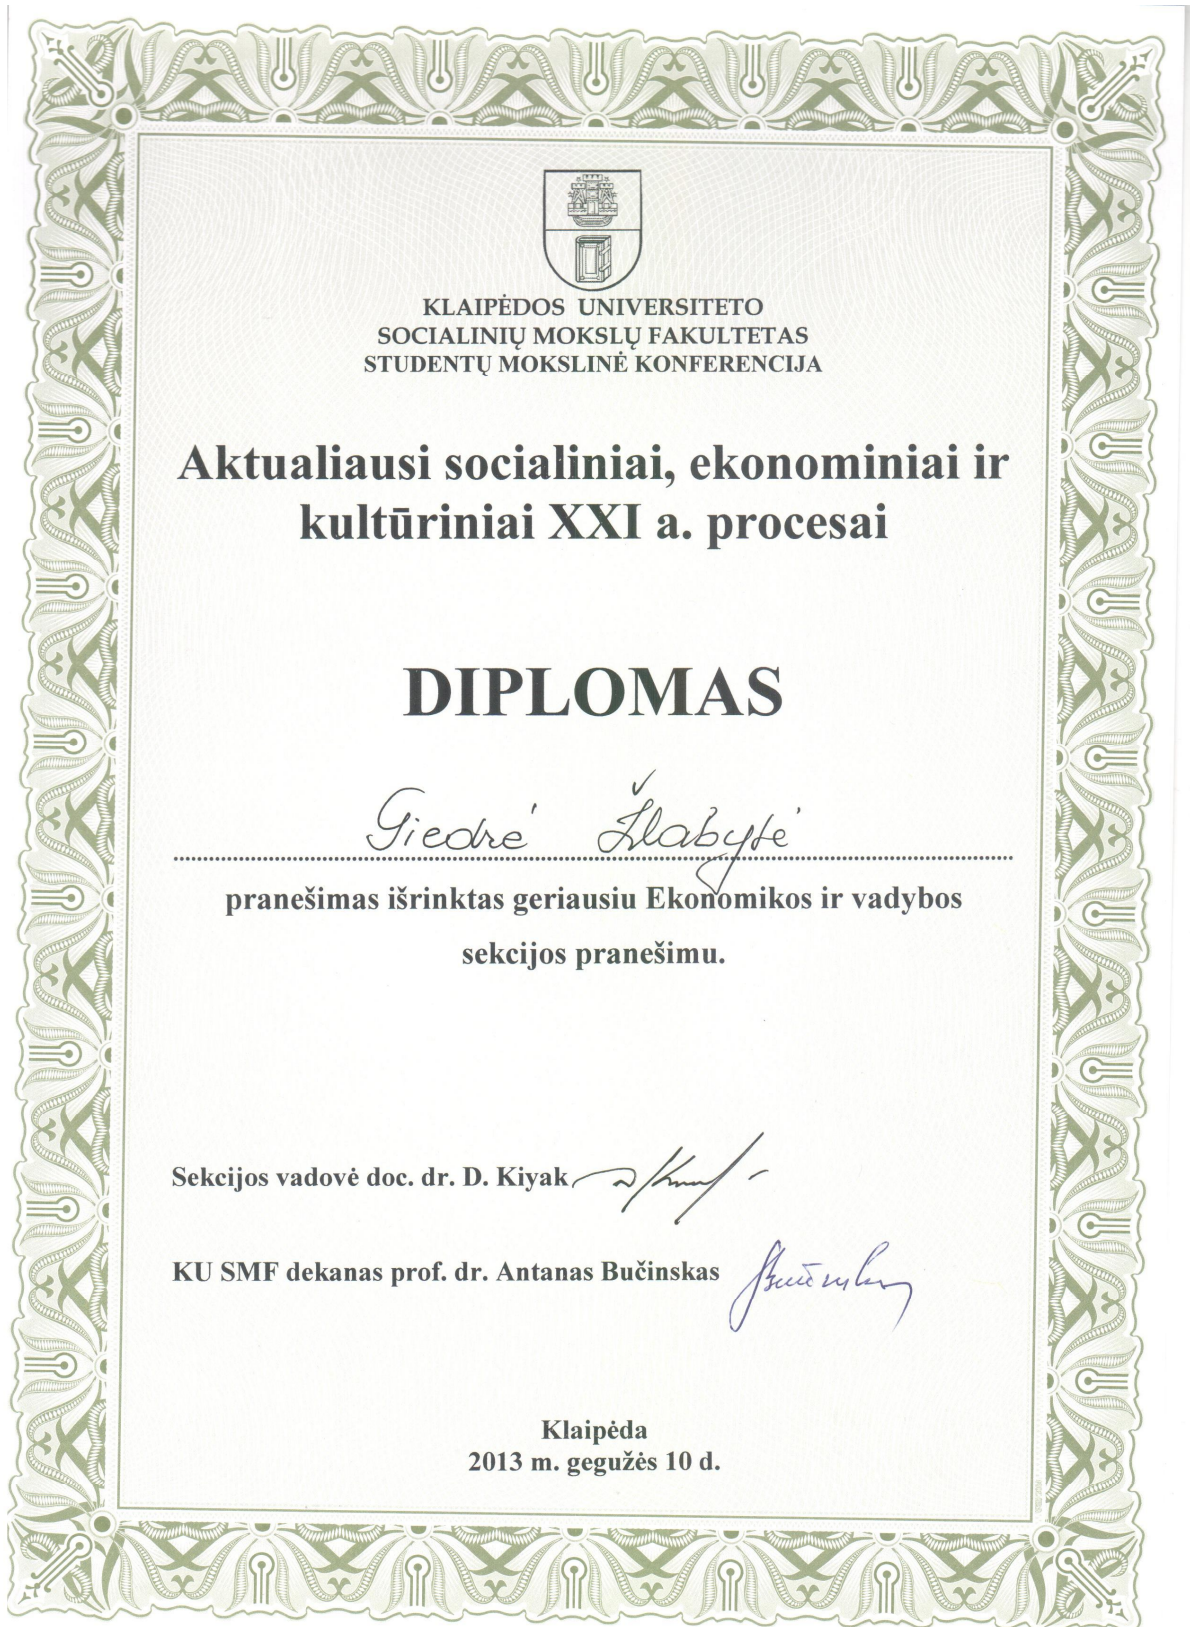 KLAIPĖDOS UNIVERSITETO
SOCIALINIŲ MOKSLŲ FAKULTETAS
STUDENTŲ MOKSLINĖ KONFERENCIJA
Aktualiausi socialiniai, ekonominiai ir
kultūriniai XXI a. procesai
DIPLOMAS
Giedrė Žlabytė
pranešimas išrinktas geriausiu Ekonomikos ir vadybos
sekcijos pranešimu.
Sekcijos vadovė doc. dr. D. Kiyak
KU SMF dekanas prof. dr. Antanas Bučinskas
Klaipėda
2013 m. gegužės 10 d.